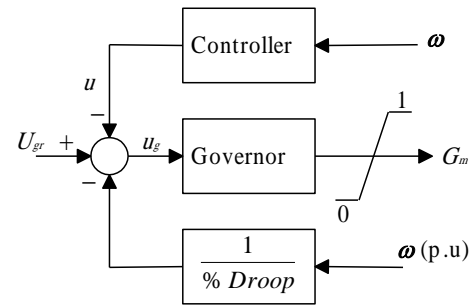 Controller
ω
u
−
U_gr + u_g Governor 1
0
G_m
−
1
% Droop
ω (p.u)